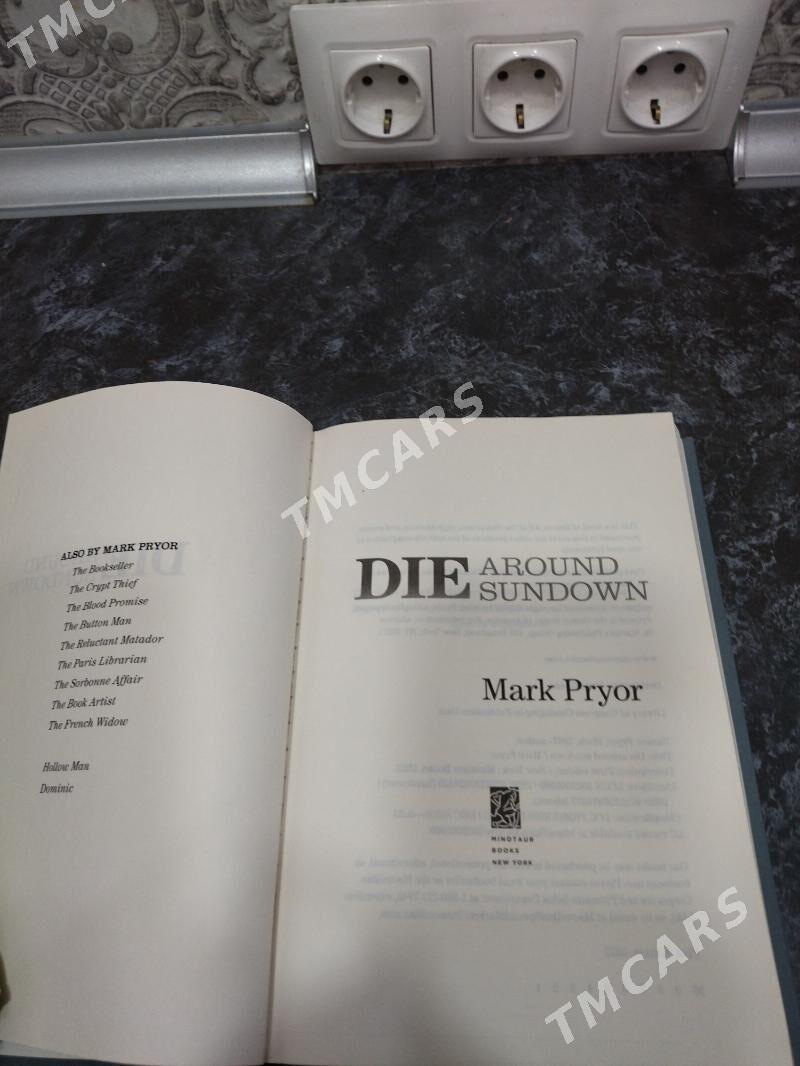 TMCARS
TMCARS
ALSO BY MARK PRYOR
The Bookseller
The Crypt Thief
The Blood Promise
The Button Man
The Reluctant Matador
The Paris Librarian
The Sorbonne Affair
The Book Artist
The French Widow
Hollow Man
Dominic
DIE AROUND
SUNDOWN
Mark Pryor
MINOTAUR
BOOKS
NEW YORK
TMCARS